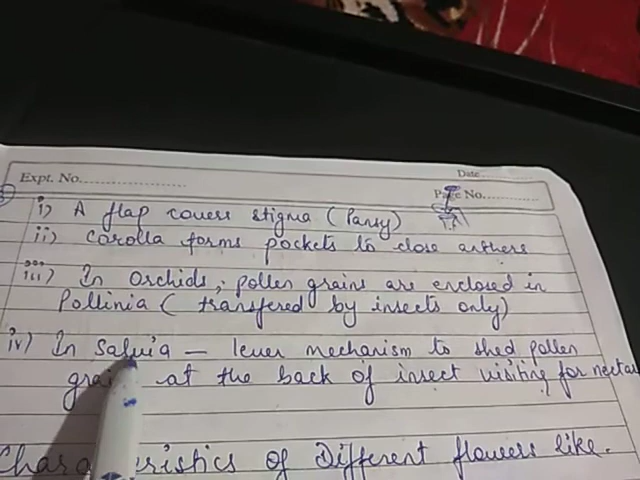 Expt. No.
Date
Page No.
i) A flap covers stigma (Pansy)
ii) corolla forms pockets to close anthers
iii) In Orchids, pollen grains are enclosed in
Pollinia (transfered by insects only)
iv) In Salvia — lever mechanism to shed pollen
at the back of insect visiting for nectar
of Different flowers like.